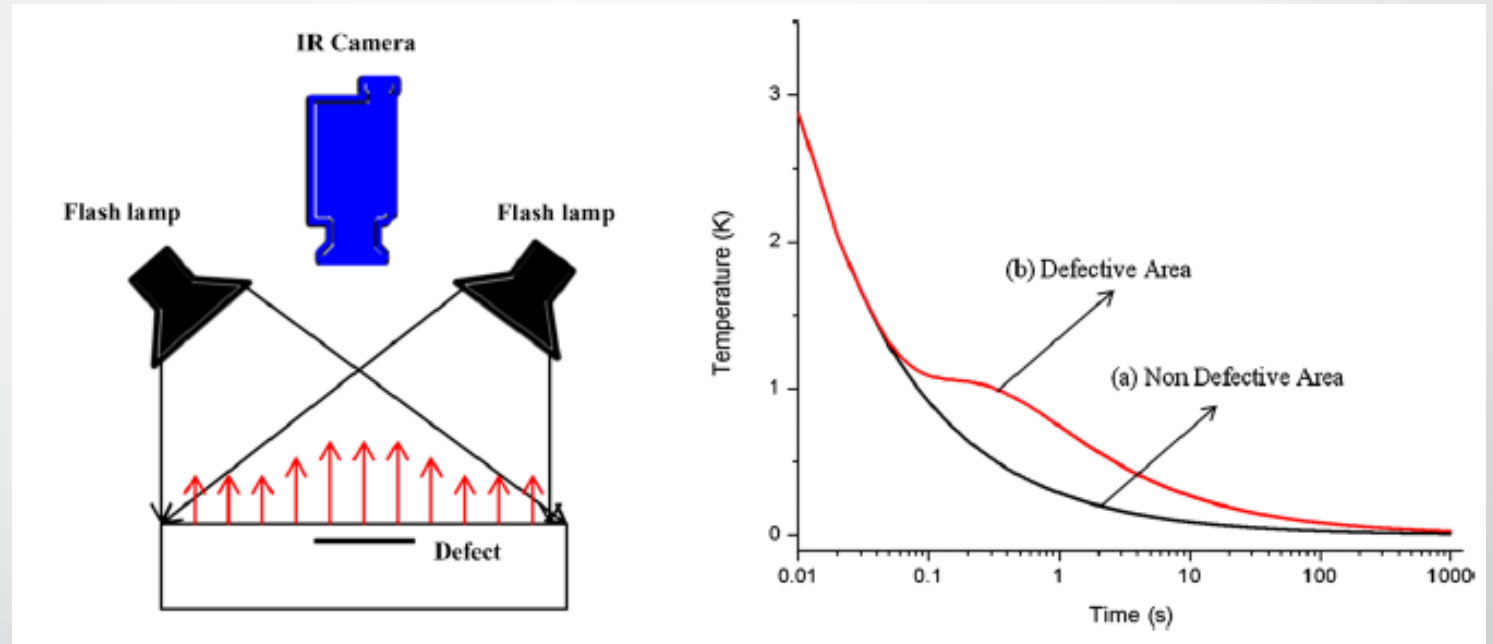 IR Camera
Flash lamp
Flash lamp
Defect
3
2
1
0
Temperature (K)
(b) Defective Area
(a) Non Defective Area
0.01
0.1
1
10
100
1000
Time (s)